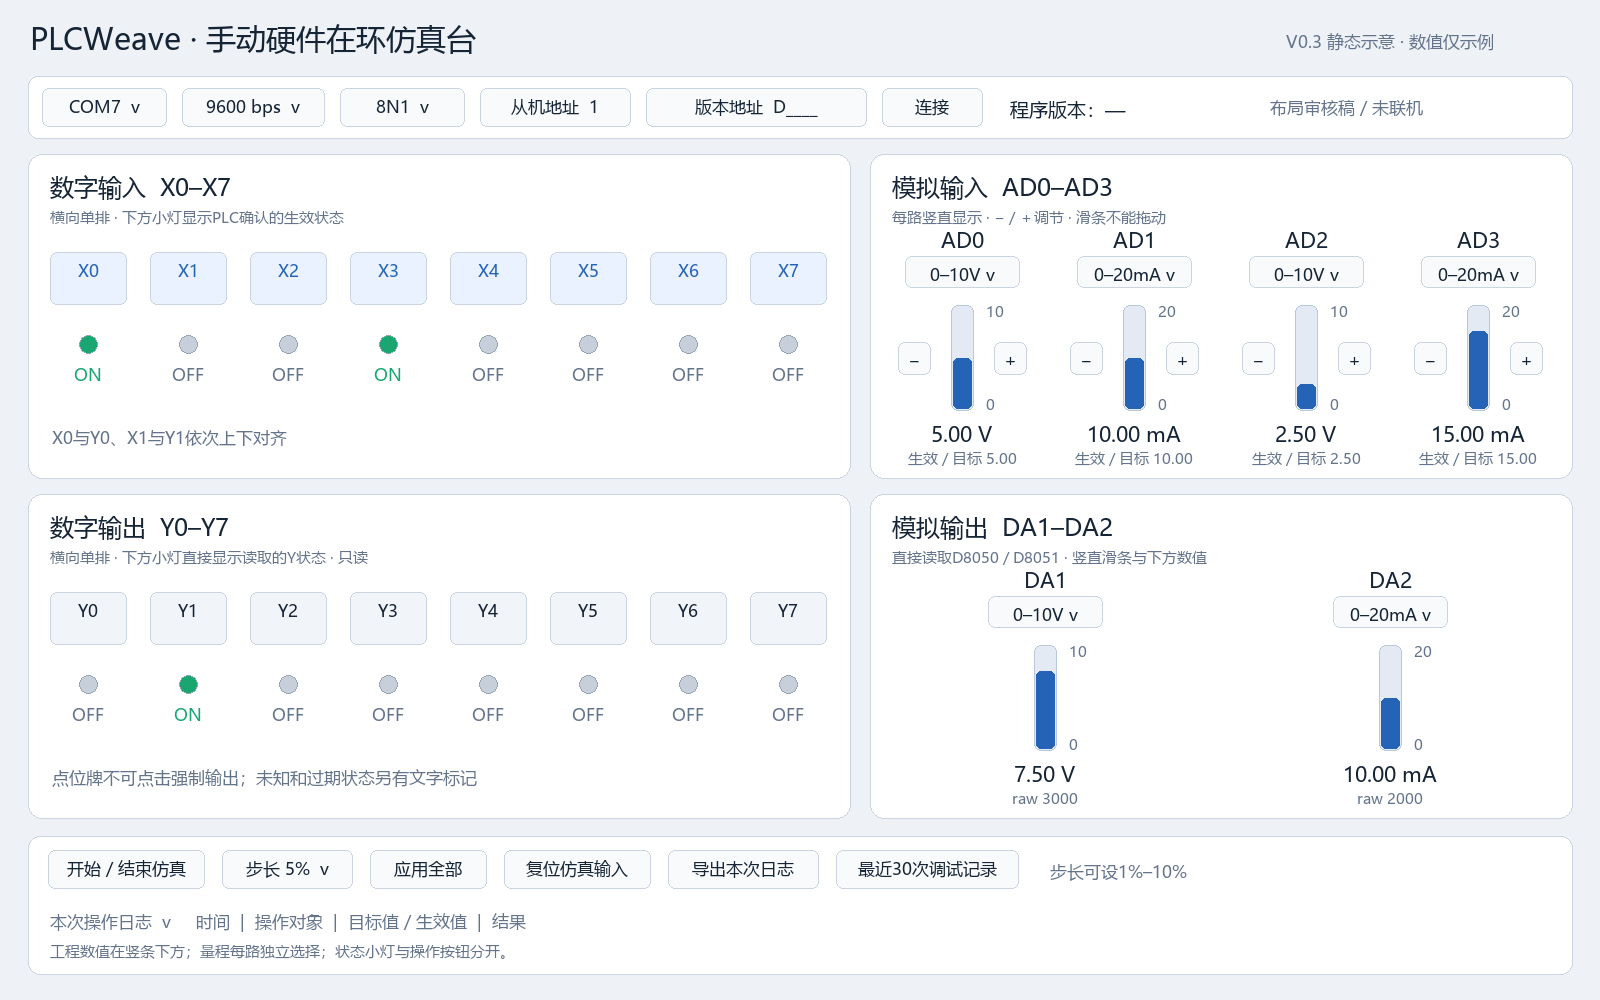 PLCWeave · 手动硬件在环仿真台
V0.3 静态示意 · 数值仅示例
COM7 v 9600 bps v 8N1 v 从机地址 1 版本地址 D____ 连接 程序版本：— 布局审核稿 / 未联机
数字输入 X0–X7
横向单排 · 下方小灯显示PLC确认的生效状态
X0 X1 X2 X3 X4 X5 X6 X7
ON OFF OFF ON OFF OFF OFF OFF
X0与Y0、X1与Y1依次上下对齐
模拟输入 AD0–AD3
每路竖直显示 · − / + 调节 · 滑条不能拖动
AD0 AD1 AD2 AD3
0–10V v 0–20mA v 0–10V v 0–20mA v
10 20 10 20
− + − + − + − +
0 0 0 0
5.00 V 10.00 mA 2.50 V 15.00 mA
生效 / 目标 5.00 生效 / 目标 10.00 生效 / 目标 2.50 生效 / 目标 15.00
数字输出 Y0–Y7
横向单排 · 下方小灯直接显示读取的Y状态 · 只读
Y0 Y1 Y2 Y3 Y4 Y5 Y6 Y7
OFF ON OFF OFF OFF OFF OFF OFF
点位牌不可点击强制输出；未知和过期状态另有文字标记
模拟输出 DA1–DA2
直接读取D8050 / D8051 · 竖直滑条与下方数值
DA1 DA2
0–10V v 0–20mA v
10 20
0 0
7.50 V 10.00 mA
raw 3000 raw 2000
开始 / 结束仿真 步长 5% v 应用全部 复位仿真输入 导出本次日志 最近30次调试记录 步长可设1%–10%
本次操作日志 v 时间 | 操作对象 | 目标值 / 生效值 | 结果
工程数值在竖条下方；量程每路独立选择；状态小灯与操作按钮分开。